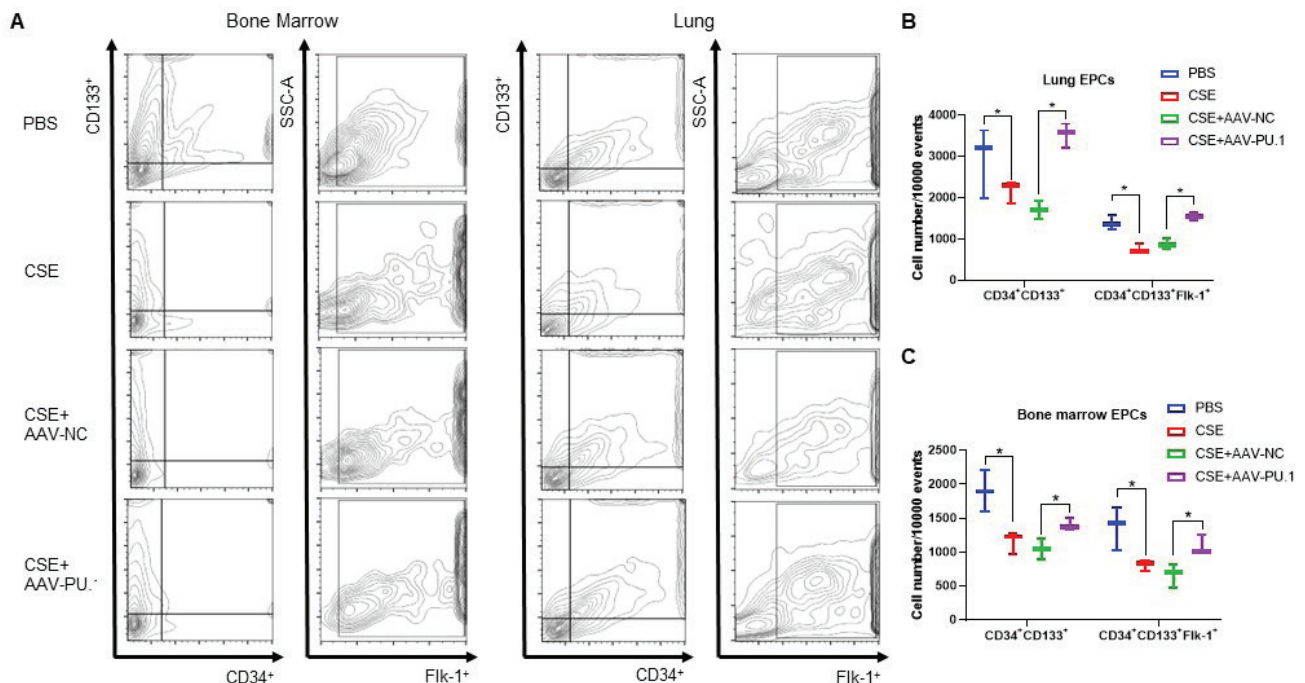 A
Bone Marrow
Lung
PBS
CSE
CSE+
AAV-NC
CSE+
AAV-PU.
CD133⁺
SSC-A
CD133⁺
SSC-A
CD34⁺
Flk-1⁺
CD34⁺
Flk-1⁺
B
Lung EPCs
PBS
CSE
CSE+AAV-NC
CSE+AAV-PU.1
Cell number/10000 events
4000
3000
2000
1000
0
* * * *
CD34⁺CD133⁺ CD34⁺CD133⁺Flk-1⁺
C
Bone marrow EPCs
PBS
CSE
CSE+AAV-NC
CSE+AAV-PU.1
Cell number/10000 events
2500
2000
1500
1000
500
0
* * * *
CD34⁺CD133⁺ CD34⁺CD133⁺Flk-1⁺